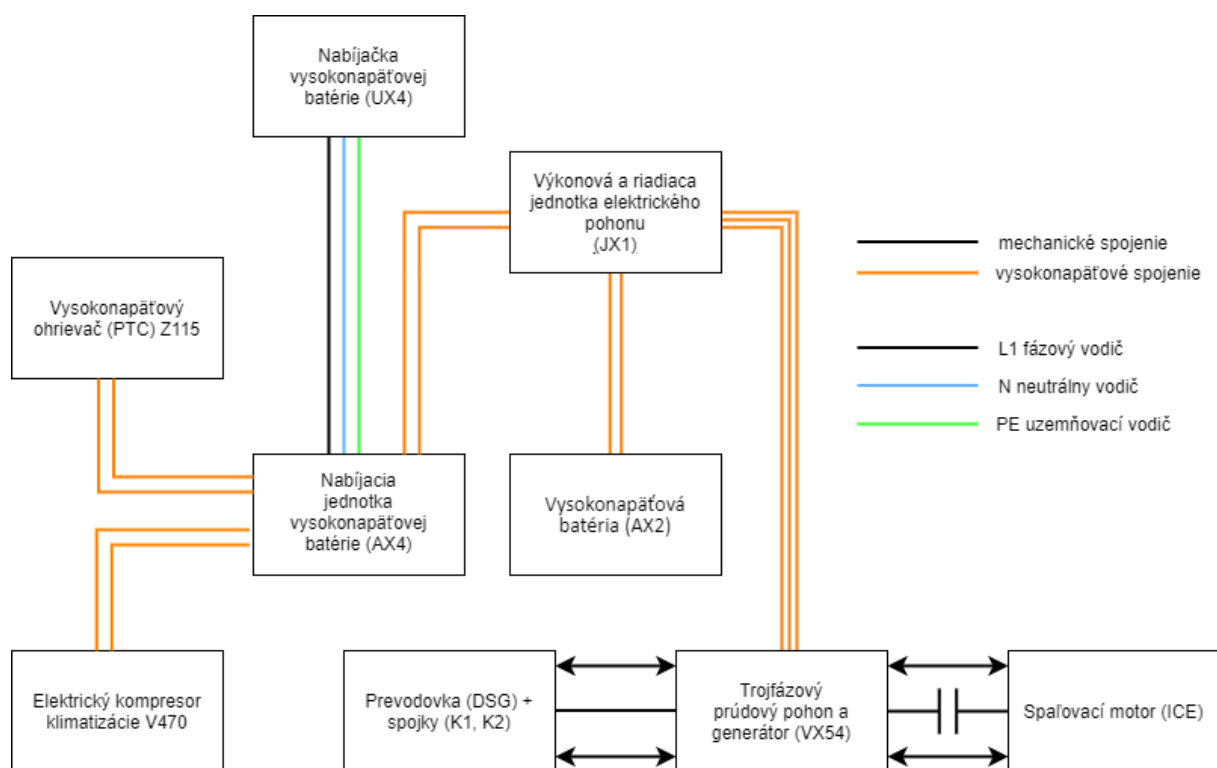 Nabíjačka
vysokonapäťovej
batérie (UX4)
Výkonová a riadiaca
jednotka elektrického
pohonu
(JX1)
mechanické spojenie
vysokonapäťové spojenie
Vysokonapäťový
ohrievač (PTC) Z115
L1 fázový vodič
N neutrálny vodič
PE uzemňovací vodič
Nabíjacia
jednotka
vysokonapäťovej
batérie (AX4)
Vysokonapäťová
batéria (AX2)
Elektrický kompresor
klimatizácie V470
Prevodovka (DSG) +
spojky (K1, K2)
Trojfázový
prúdový pohon a
generátor (VX54)
Spaľovací motor (ICE)